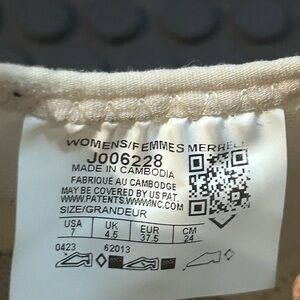 WOMENS/FEMMES MERRELL
J006228
MADE IN CAMBODIA
FABRIQUÉ AU CAMBODGE
MAY BE COVERED BY US PAT.
WWW.PATENTS.WWWINC.COM
SIZE/GRANDEUR
USA UK EUR CM
7 4.5 37.5 24
0423 62013